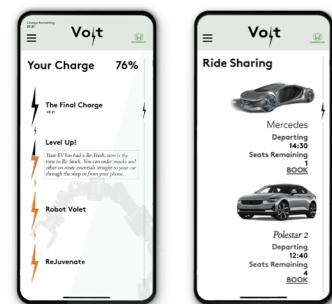 Charge Remaining
Volt
Your Charge 76%
The Final Charge
Level Up!
Your EV has had a Re-Fresh, now is the
time to Re-Stock. You can order snacks and
other on route essentials straight to your car
through the shop or from your phone.
Robot Valet
ReJuvenate
Volt
Ride Sharing
Mercedes
Departing
14:30
Seats Remaining
1
BOOK
Polestar 2
Departing
12:40
Seats Remaining
4
BOOK